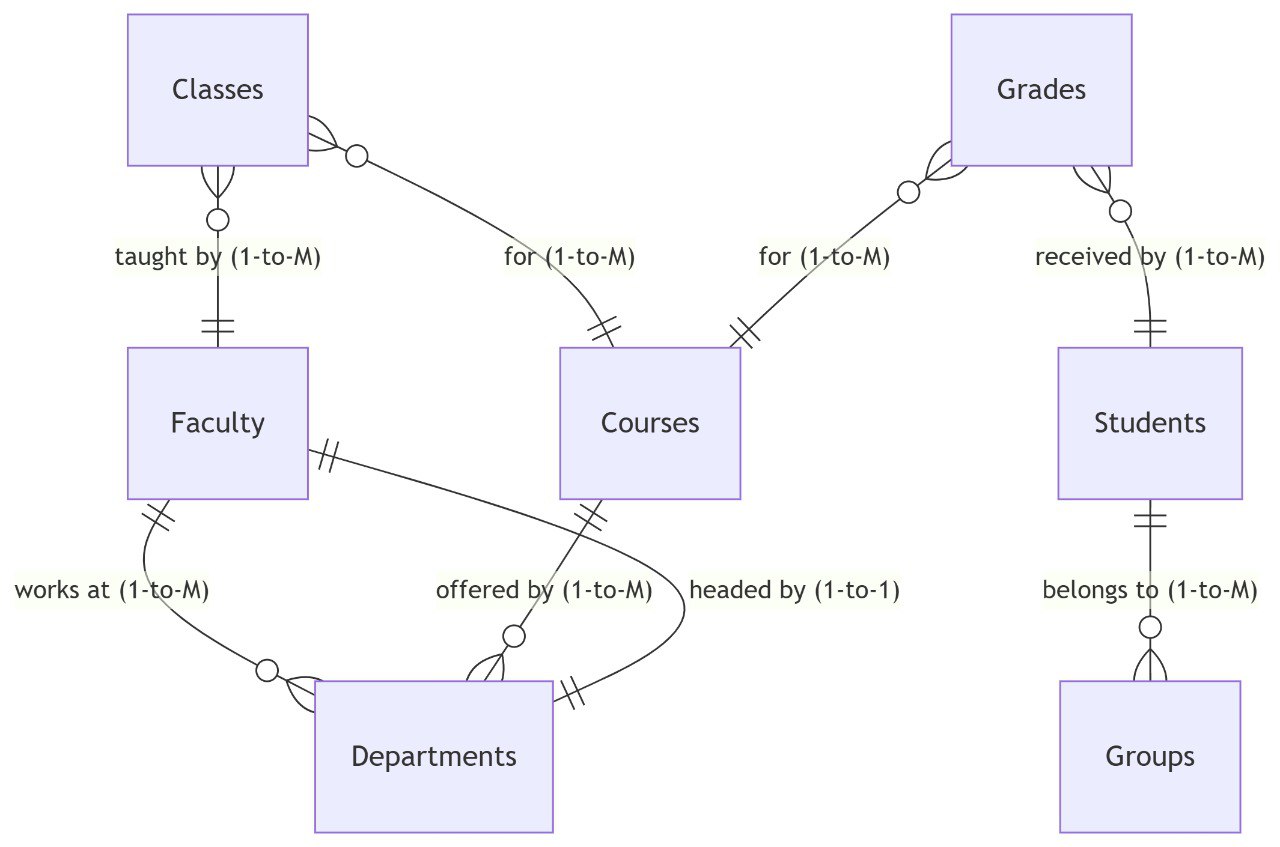 Classes
Grades
taught by (1-to-M)
for (1-to-M)
for (1-to-M)
received by (1-to-M)
Faculty
Courses
Students
works at (1-to-M)
offered by (1-to-M)
headed by (1-to-1)
belongs to (1-to-M)
Departments
Groups